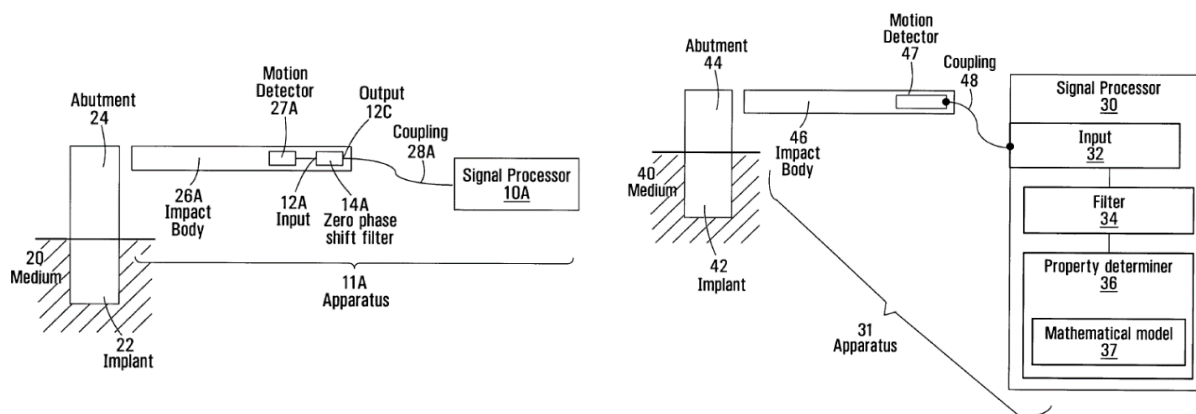 Abutment
24
Motion
Detector
27A
Output
12C
Coupling
28A
Signal Processor
10A
26A
Impact
Body
12A
Input
14A
Zero phase
shift filter
20
Medium
11A
Apparatus
22
Implant
Abutment
44
Motion
Detector
47
Coupling
48
Signal Processor
30
Input
32
46
Impact
Body
40
Medium
Filter
34
42
Implant
Property determiner
36
31
Apparatus
Mathematical model
37